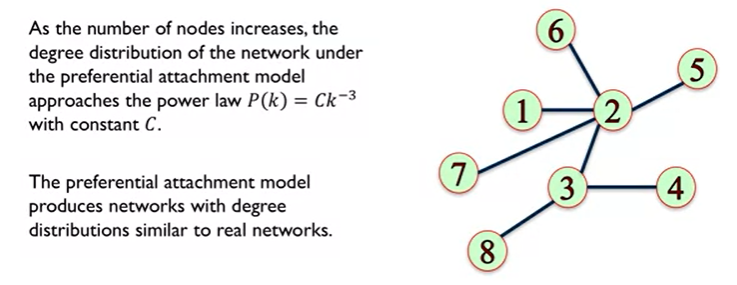 As the number of nodes increases, the
degree distribution of the network under
the preferential attachment model
approaches the power law P(k) = Ck⁻³
with constant C.
The preferential attachment model
produces networks with degree
distributions similar to real networks.
6
5
1
2
7
3
4
8